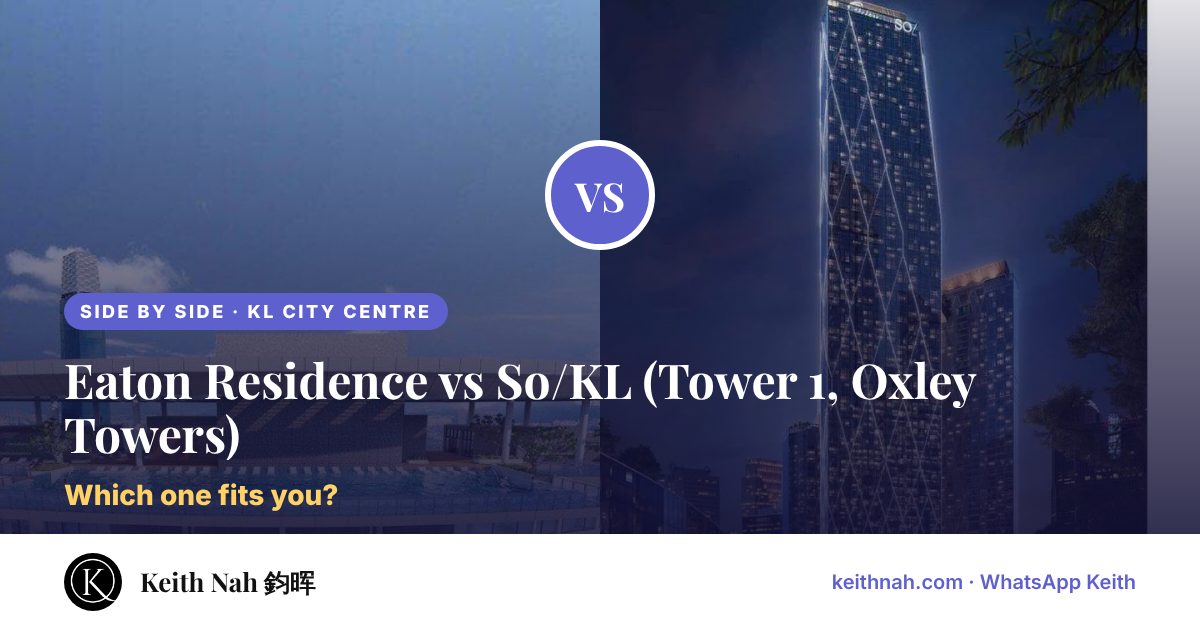 SO/
VS
SIDE BY SIDE · KL CITY CENTRE
Eaton Residence vs So/KL (Tower 1, Oxley
Towers)
Which one fits you?
K
Keith Nah 鈞晖
keithnah.com · WhatsApp Keith